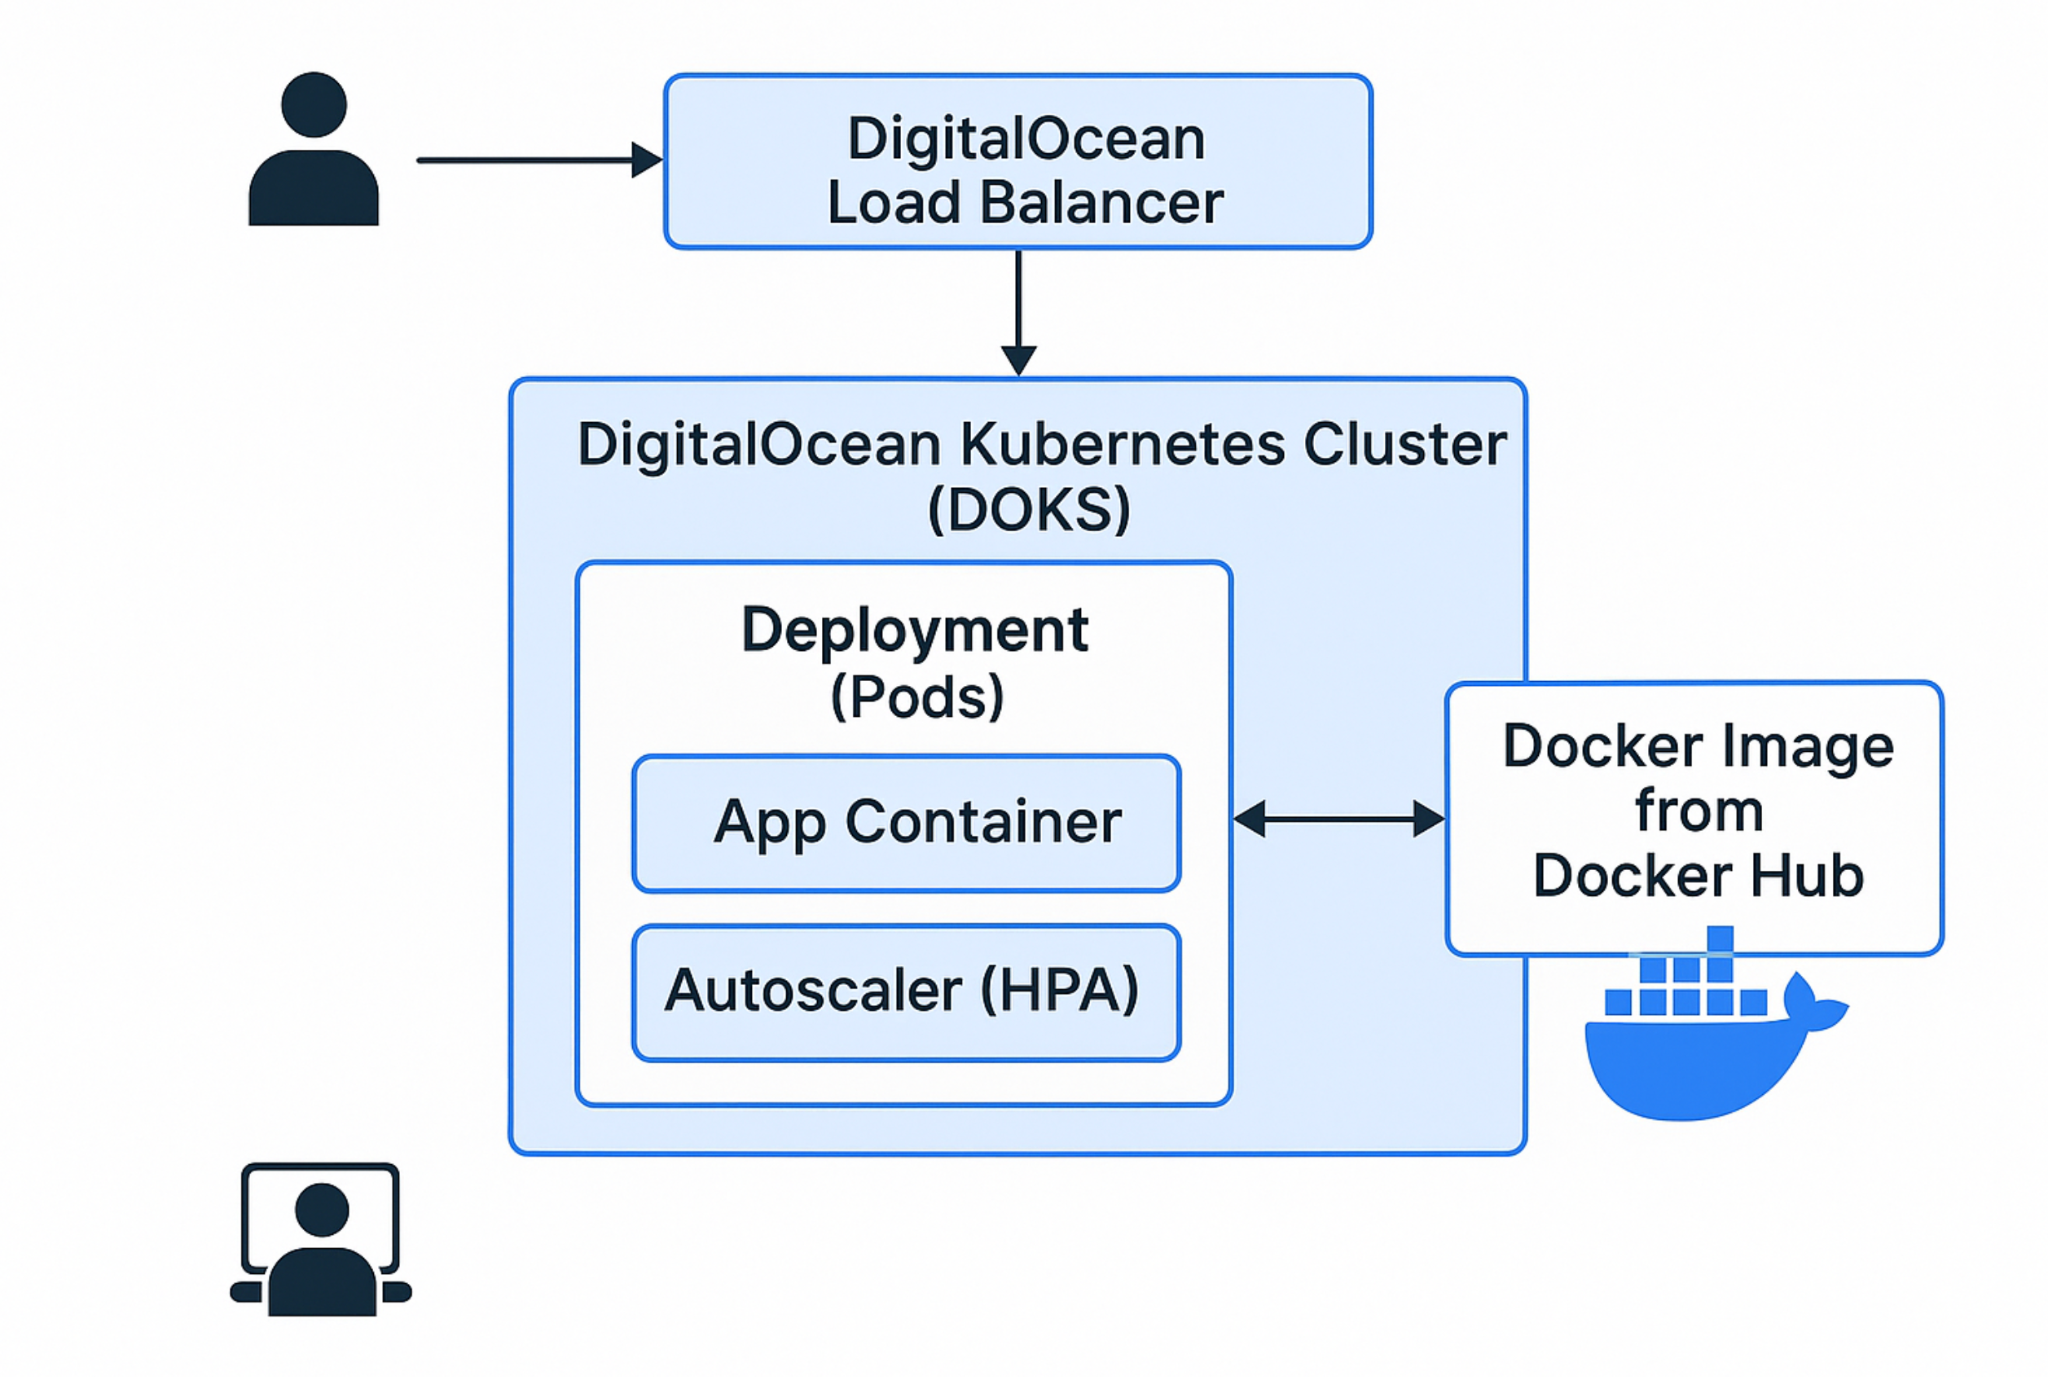 DigitalOcean
Load Balancer
DigitalOcean Kubernetes Cluster
(DOKS)
Deployment
(Pods)
App Container
Autoscaler (HPA)
Docker Image
from
Docker Hub